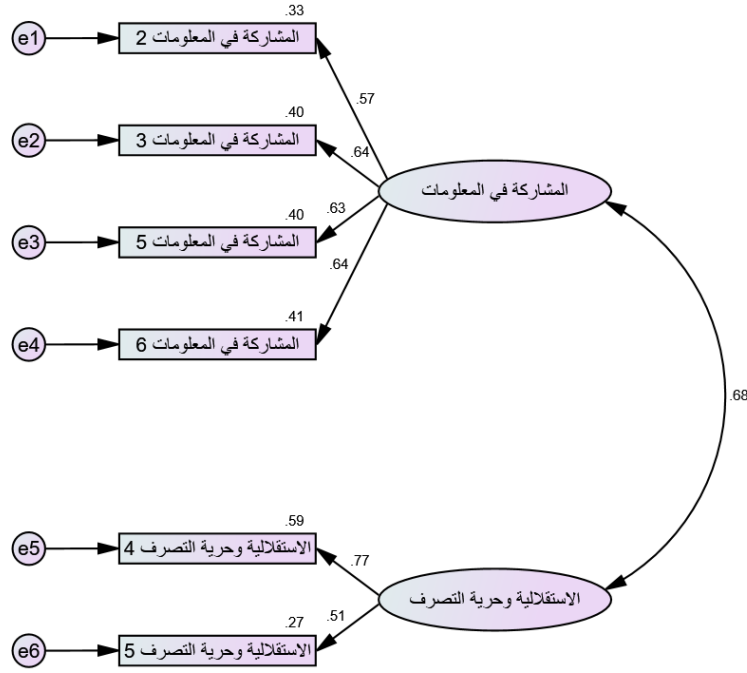 .33
e1
المشاركة في المعلومات 2
.57
.40
e2
المشاركة في المعلومات 3
.64
المشاركة في المعلومات
.63
.40
e3
المشاركة في المعلومات 5
.64
.41
e4
المشاركة في المعلومات 6
.68
.59
e5
الاستقلالية وحرية التصرف 4
.77
الاستقلالية وحرية التصرف
.51
.27
e6
الاستقلالية وحرية التصرف 5